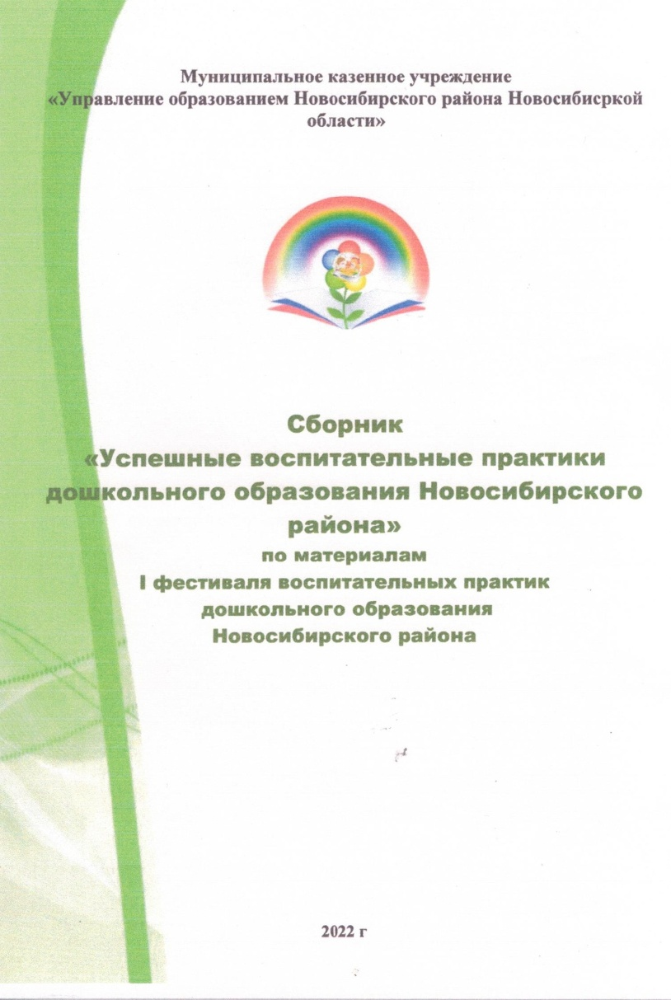 Муниципальное казенное учреждение
«Управление образованием Новосибирского района Новосибисркой
области»
Сборник
«Успешные воспитательные практики
дошкольного образования Новосибирского
района»
по материалам
I фестиваля воспитательных практик
дошкольного образования
Новосибирского района
2022 г